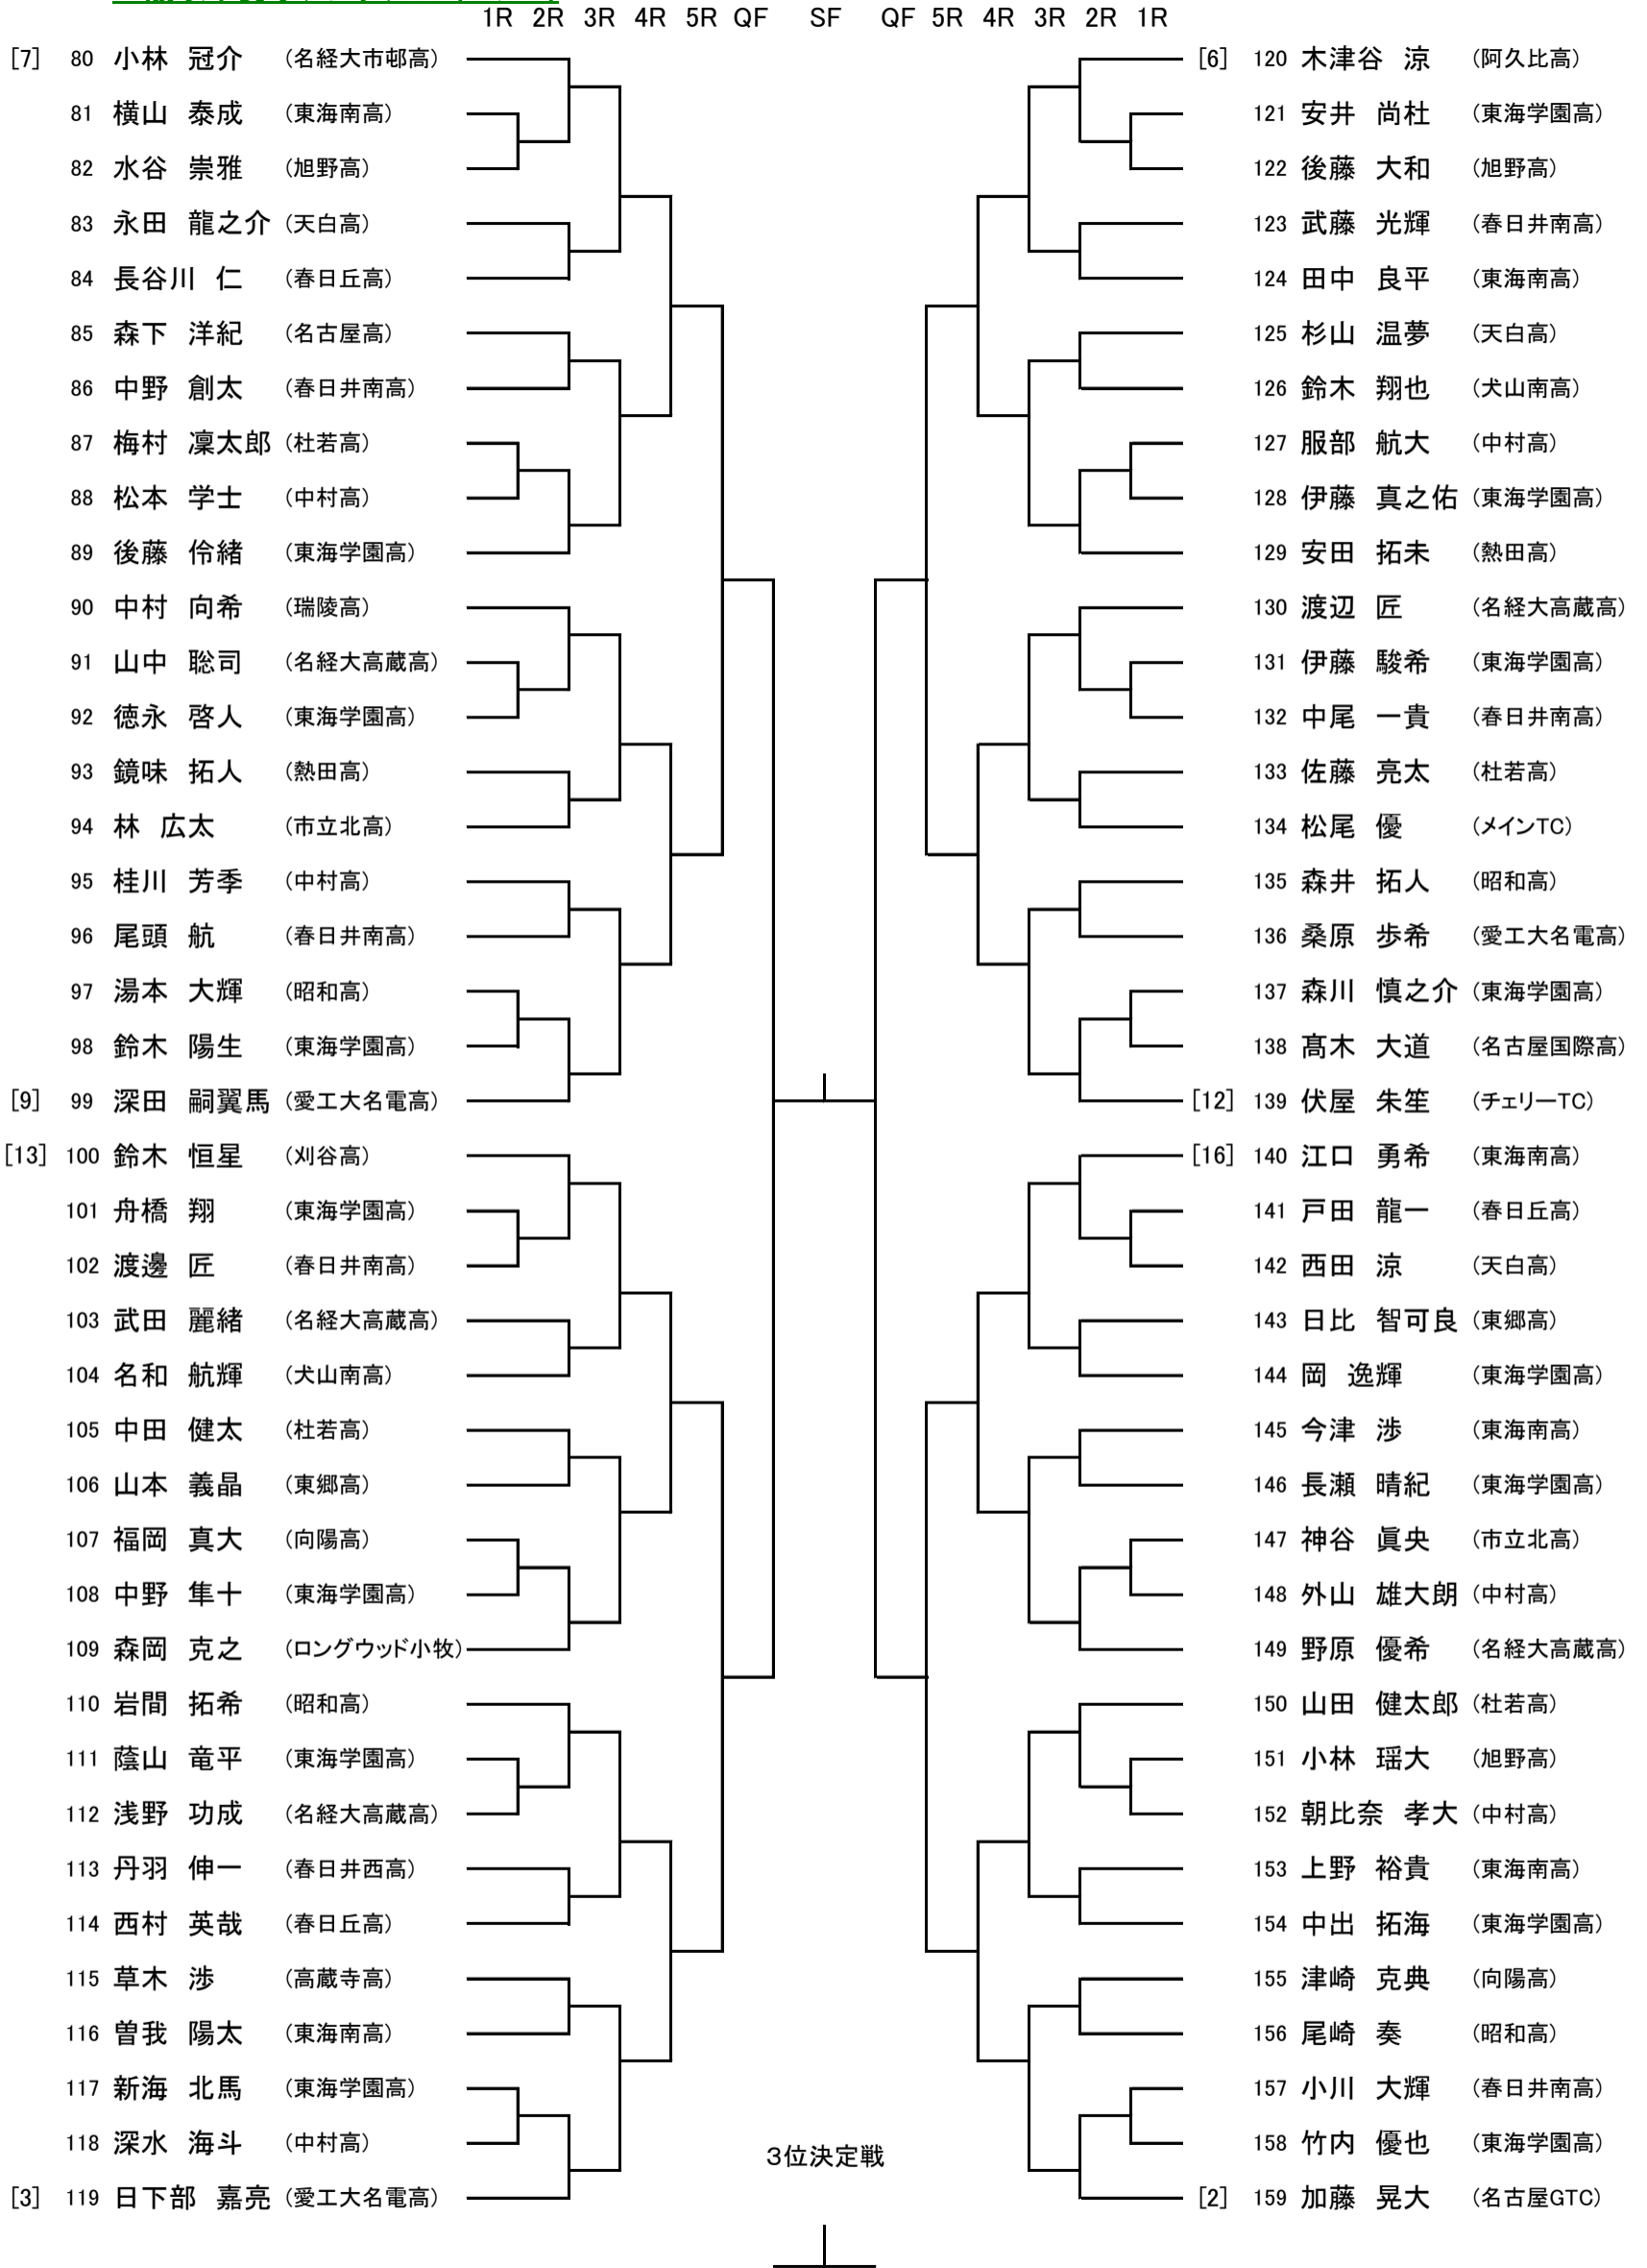 1R 2R 3R 4R 5R QF SF QF 5R 4R 3R 2R 1R
[7] 80 小林 冠介 (名経大市邨高)
81 横山 泰成 (東海南高)
82 水谷 崇雅 (旭野高)
83 永田 龍之介 (天白高)
84 長谷川 仁 (春日丘高)
85 森下 洋紀 (名古屋高)
86 中野 創太 (春日井南高)
87 梅村 凜太郎 (杜若高)
88 松本 学士 (中村高)
89 後藤 伶緒 (東海学園高)
90 中村 向希 (瑞陵高)
91 山中 聡司 (名経大高蔵高)
92 徳永 啓人 (東海学園高)
93 鏡味 拓人 (熱田高)
94 林 広太 (市立北高)
95 桂川 芳季 (中村高)
96 尾頭 航 (春日井南高)
97 湯本 大輝 (昭和高)
98 鈴木 陽生 (東海学園高)
[9] 99 深田 嗣翼馬 (愛工大名電高)
[13] 100 鈴木 恒星 (刈谷高)
101 舟橋 翔 (東海学園高)
102 渡邊 匠 (春日井南高)
103 武田 麗緒 (名経大高蔵高)
104 名和 航輝 (犬山南高)
105 中田 健太 (杜若高)
106 山本 義晶 (東郷高)
107 福岡 真大 (向陽高)
108 中野 隼十 (東海学園高)
109 森岡 克之 (ロングウッド小牧)
110 岩間 拓希 (昭和高)
111 蔭山 竜平 (東海学園高)
112 浅野 功成 (名経大高蔵高)
113 丹羽 伸一 (春日井西高)
114 西村 英哉 (春日丘高)
115 草木 渉 (高蔵寺高)
116 曽我 陽太 (東海南高)
117 新海 北馬 (東海学園高)
118 深水 海斗 (中村高)
[3] 119 日下部 嘉亮 (愛工大名電高)
[6] 120 木津谷 涼 (阿久比高)
121 安井 尚杜 (東海学園高)
122 後藤 大和 (旭野高)
123 武藤 光輝 (春日井南高)
124 田中 良平 (東海南高)
125 杉山 温夢 (天白高)
126 鈴木 翔也 (犬山南高)
127 服部 航大 (中村高)
128 伊藤 真之佑 (東海学園高)
129 安田 拓未 (熱田高)
130 渡辺 匠 (名経大高蔵高)
131 伊藤 駿希 (東海学園高)
132 中尾 一貴 (春日井南高)
133 佐藤 亮太 (杜若高)
134 松尾 優 (メインTC)
135 森井 拓人 (昭和高)
136 桑原 歩希 (愛工大名電高)
137 森川 慎之介 (東海学園高)
138 髙木 大道 (名古屋国際高)
[12] 139 伏屋 朱笙 (チェリーTC)
[16] 140 江口 勇希 (東海南高)
141 戸田 龍一 (春日丘高)
142 西田 涼 (天白高)
143 日比 智可良 (東郷高)
144 岡 逸輝 (東海学園高)
145 今津 渉 (東海南高)
146 長瀬 晴紀 (東海学園高)
147 神谷 眞央 (市立北高)
148 外山 雄大朗 (中村高)
149 野原 優希 (名経大高蔵高)
150 山田 健太郎 (杜若高)
151 小林 瑶大 (旭野高)
152 朝比奈 孝大 (中村高)
153 上野 裕貴 (東海南高)
154 中出 拓海 (東海学園高)
155 津崎 克典 (向陽高)
156 尾崎 奏 (昭和高)
157 小川 大輝 (春日井南高)
158 竹内 優也 (東海学園高)
[2] 159 加藤 晃大 (名古屋GTC)
3位決定戦